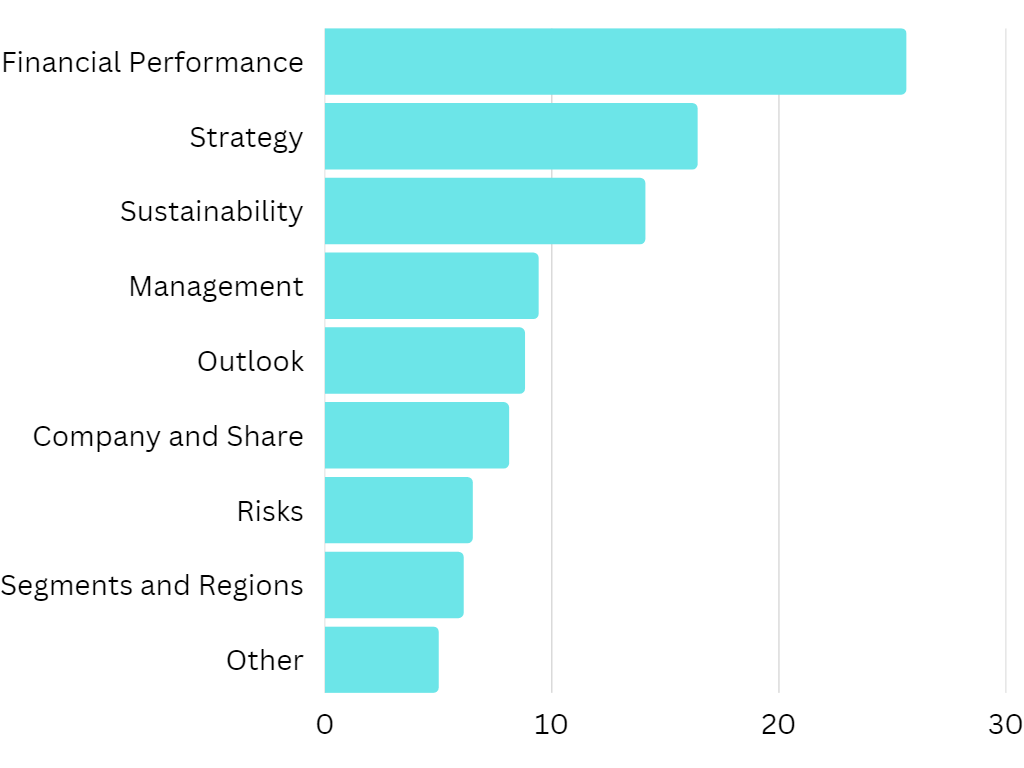 Financial Performance
Strategy
Sustainability
Management
Outlook
Company and Share
Risks
Segments and Regions
Other
0 10 20 30